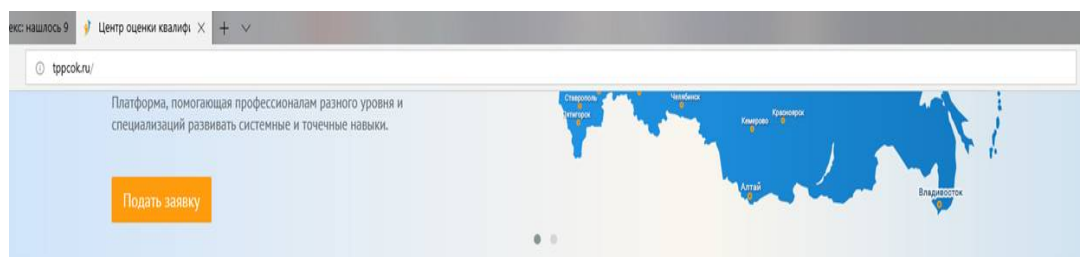 екс: нашлось 9
Центр оценки квалифи
tppcok.ru/
Платформа, помогающая профессионалам разного уровня и
специализаций развивать системные и точечные навыки.
Подать заявку
Ставрополь
Пятигорск
Челябинск
Кемерово
Красноярск
Алтай
Владивосток